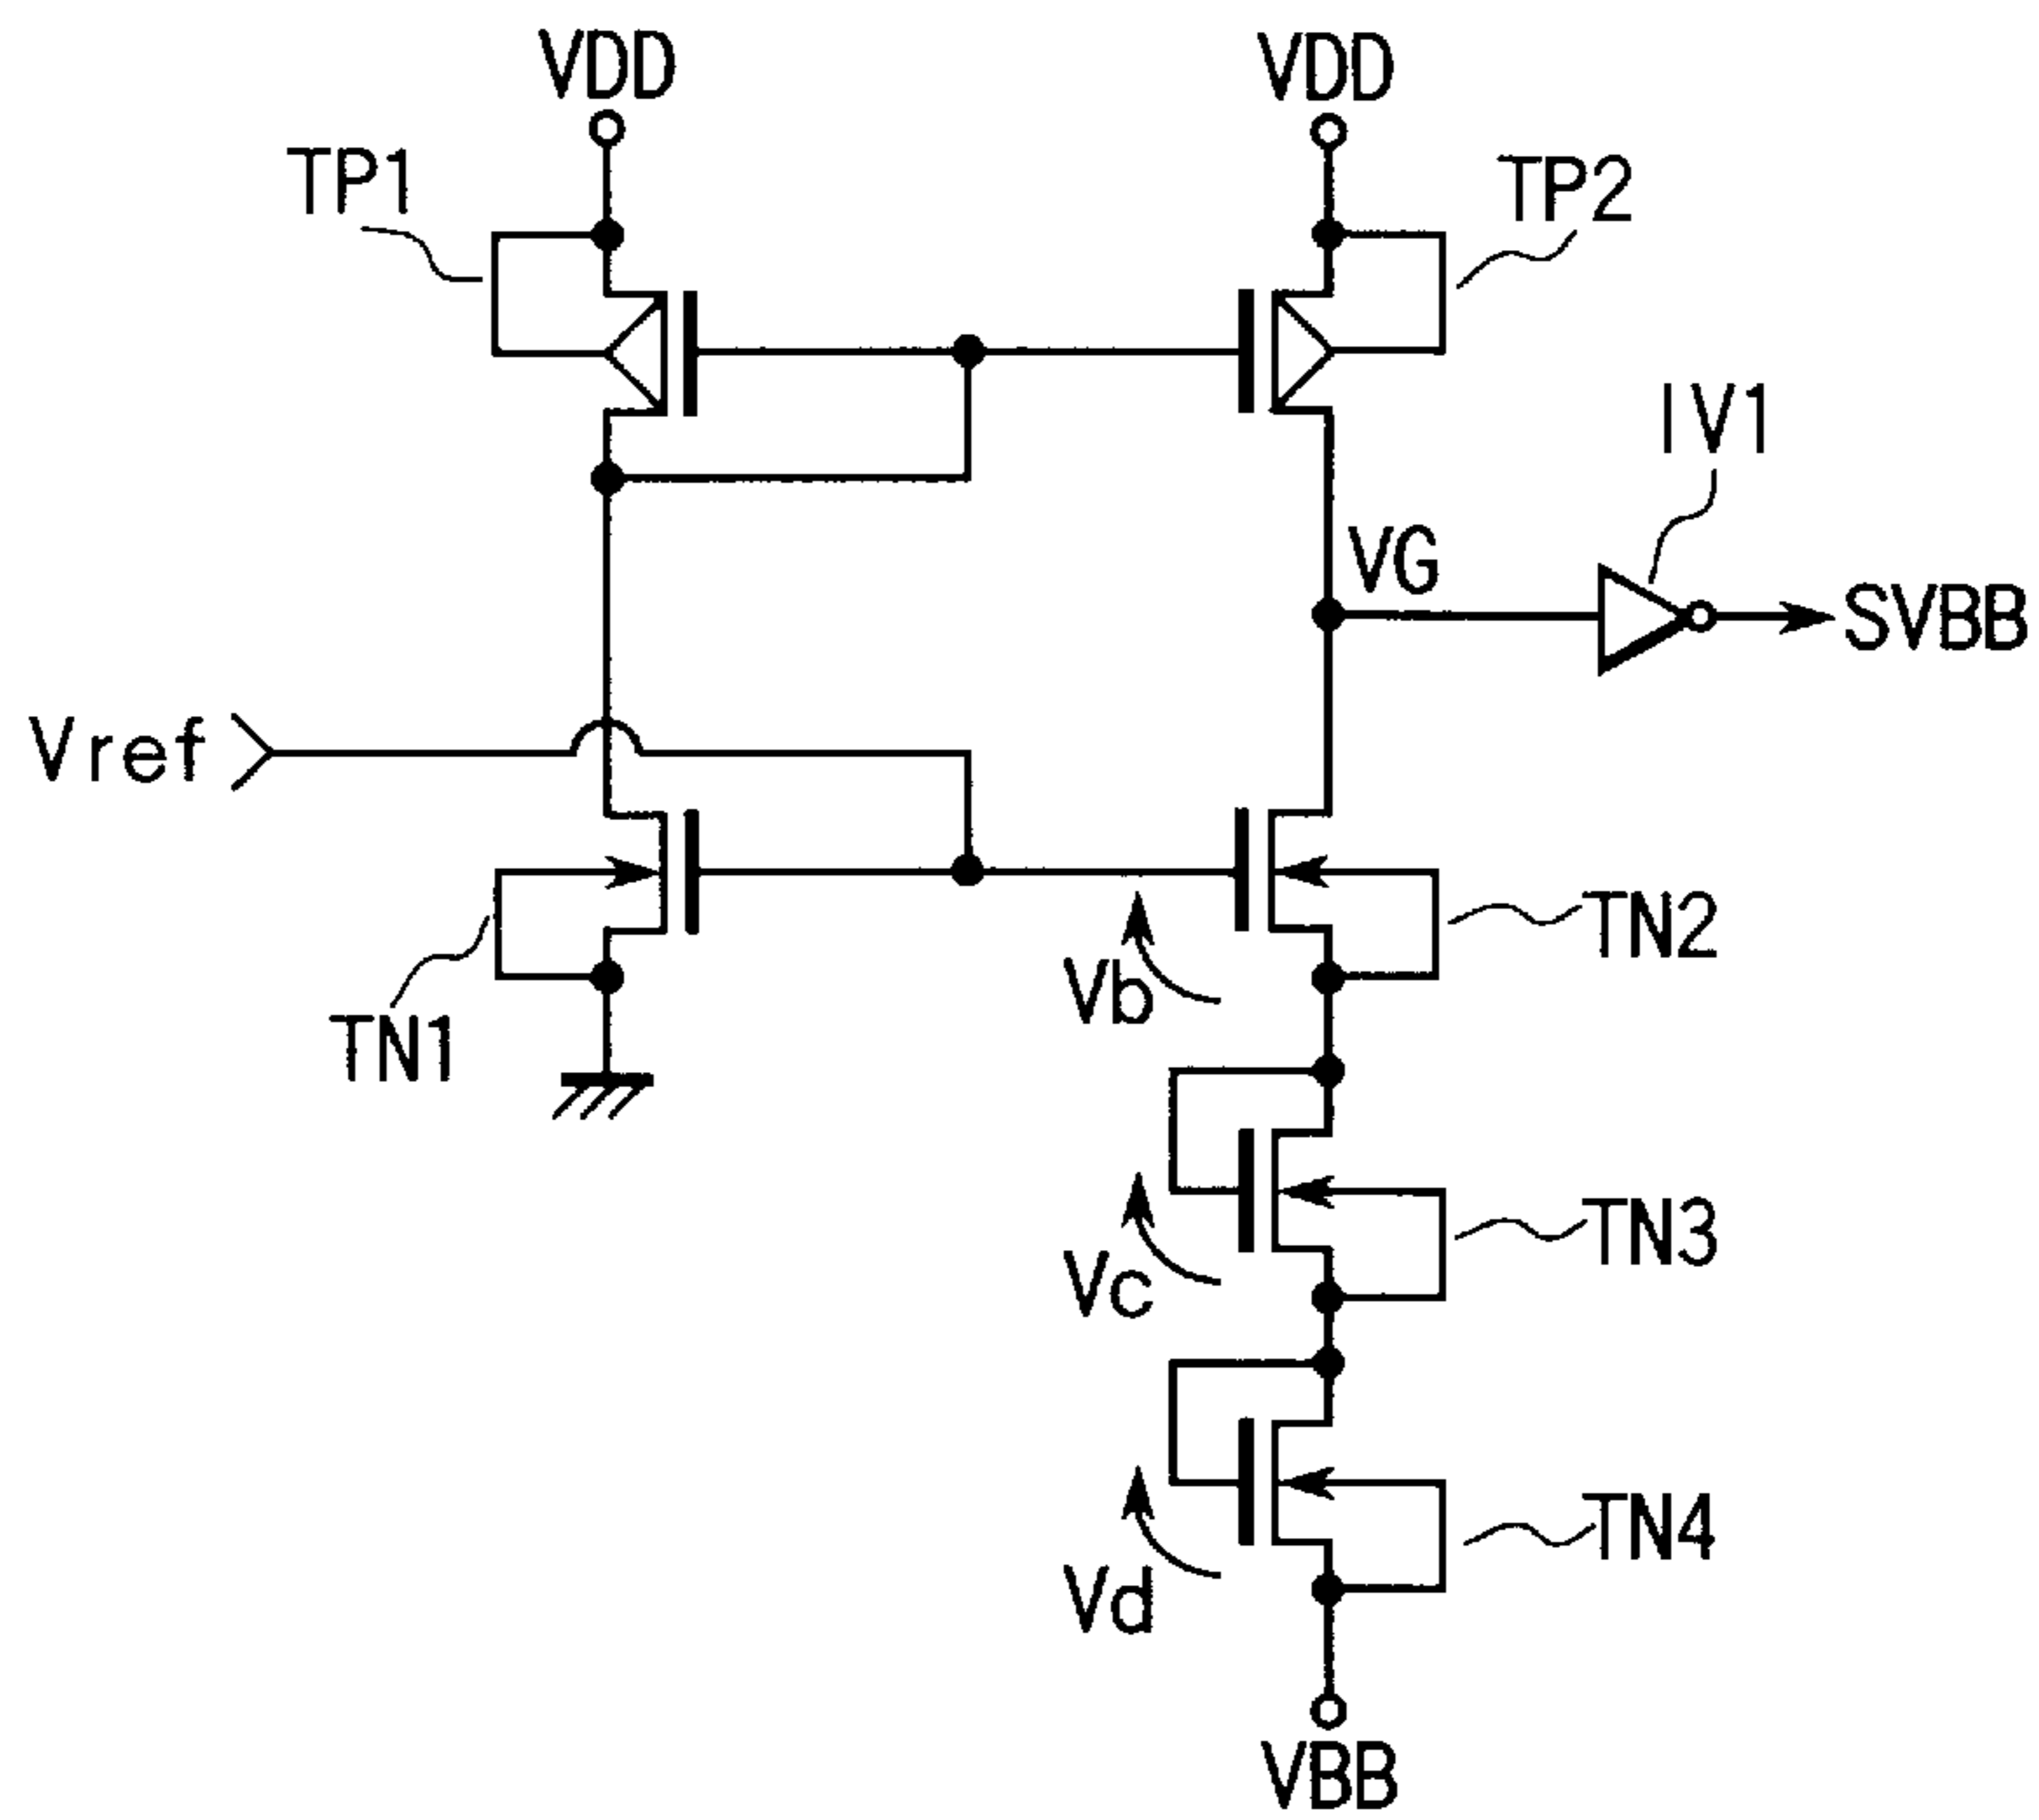 VDD
VDD
TP1
TP2
IV1
VG
SVBB
Vref
TN2
Vb
TN1
TN3
Vc
TN4
Vd
VBB